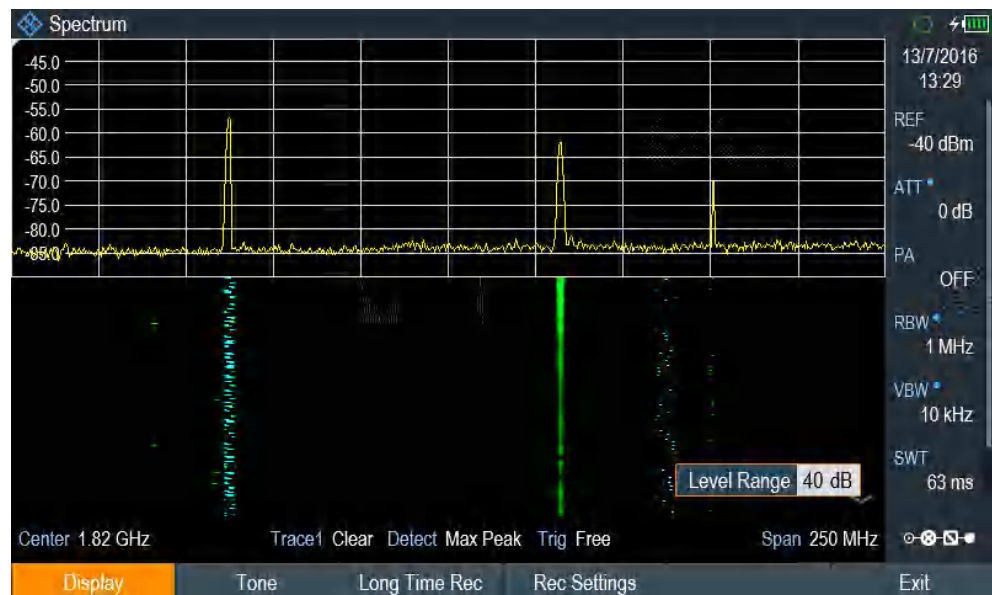 Spectrum
13/7/2016
13:29
-45.0
-50.0
-55.0
-60.0
-65.0
-70.0
-75.0
-80.0
-85.0
REF
-40 dBm
ATT
0 dB
PA
OFF
RBW
1 MHz
VBW
10 kHz
SWT
63 ms
Level Range 40 dB
Center 1.82 GHz Trace1 Clear Detect Max Peak Trig Free Span 250 MHz
Display Tone Long Time Rec Rec Settings Exit